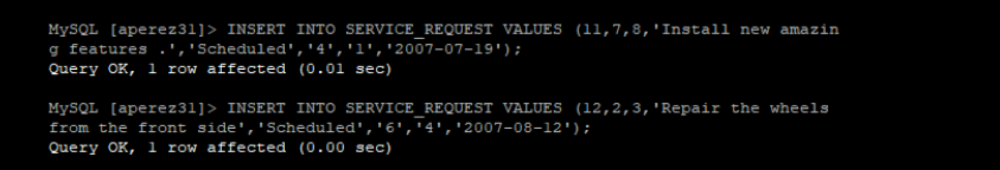 MySQL [aperez31]> INSERT INTO SERVICE_REQUEST VALUES (11,7,8,'Install new amazin
g features .','Scheduled','4','1','2007-07-19');
Query OK, 1 row affected (0.01 sec)
MySQL [aperez31]> INSERT INTO SERVICE_REQUEST VALUES (12,2,3,'Repair the wheels
from the front side','Scheduled','6','4','2007-08-12');
Query OK, 1 row affected (0.00 sec)